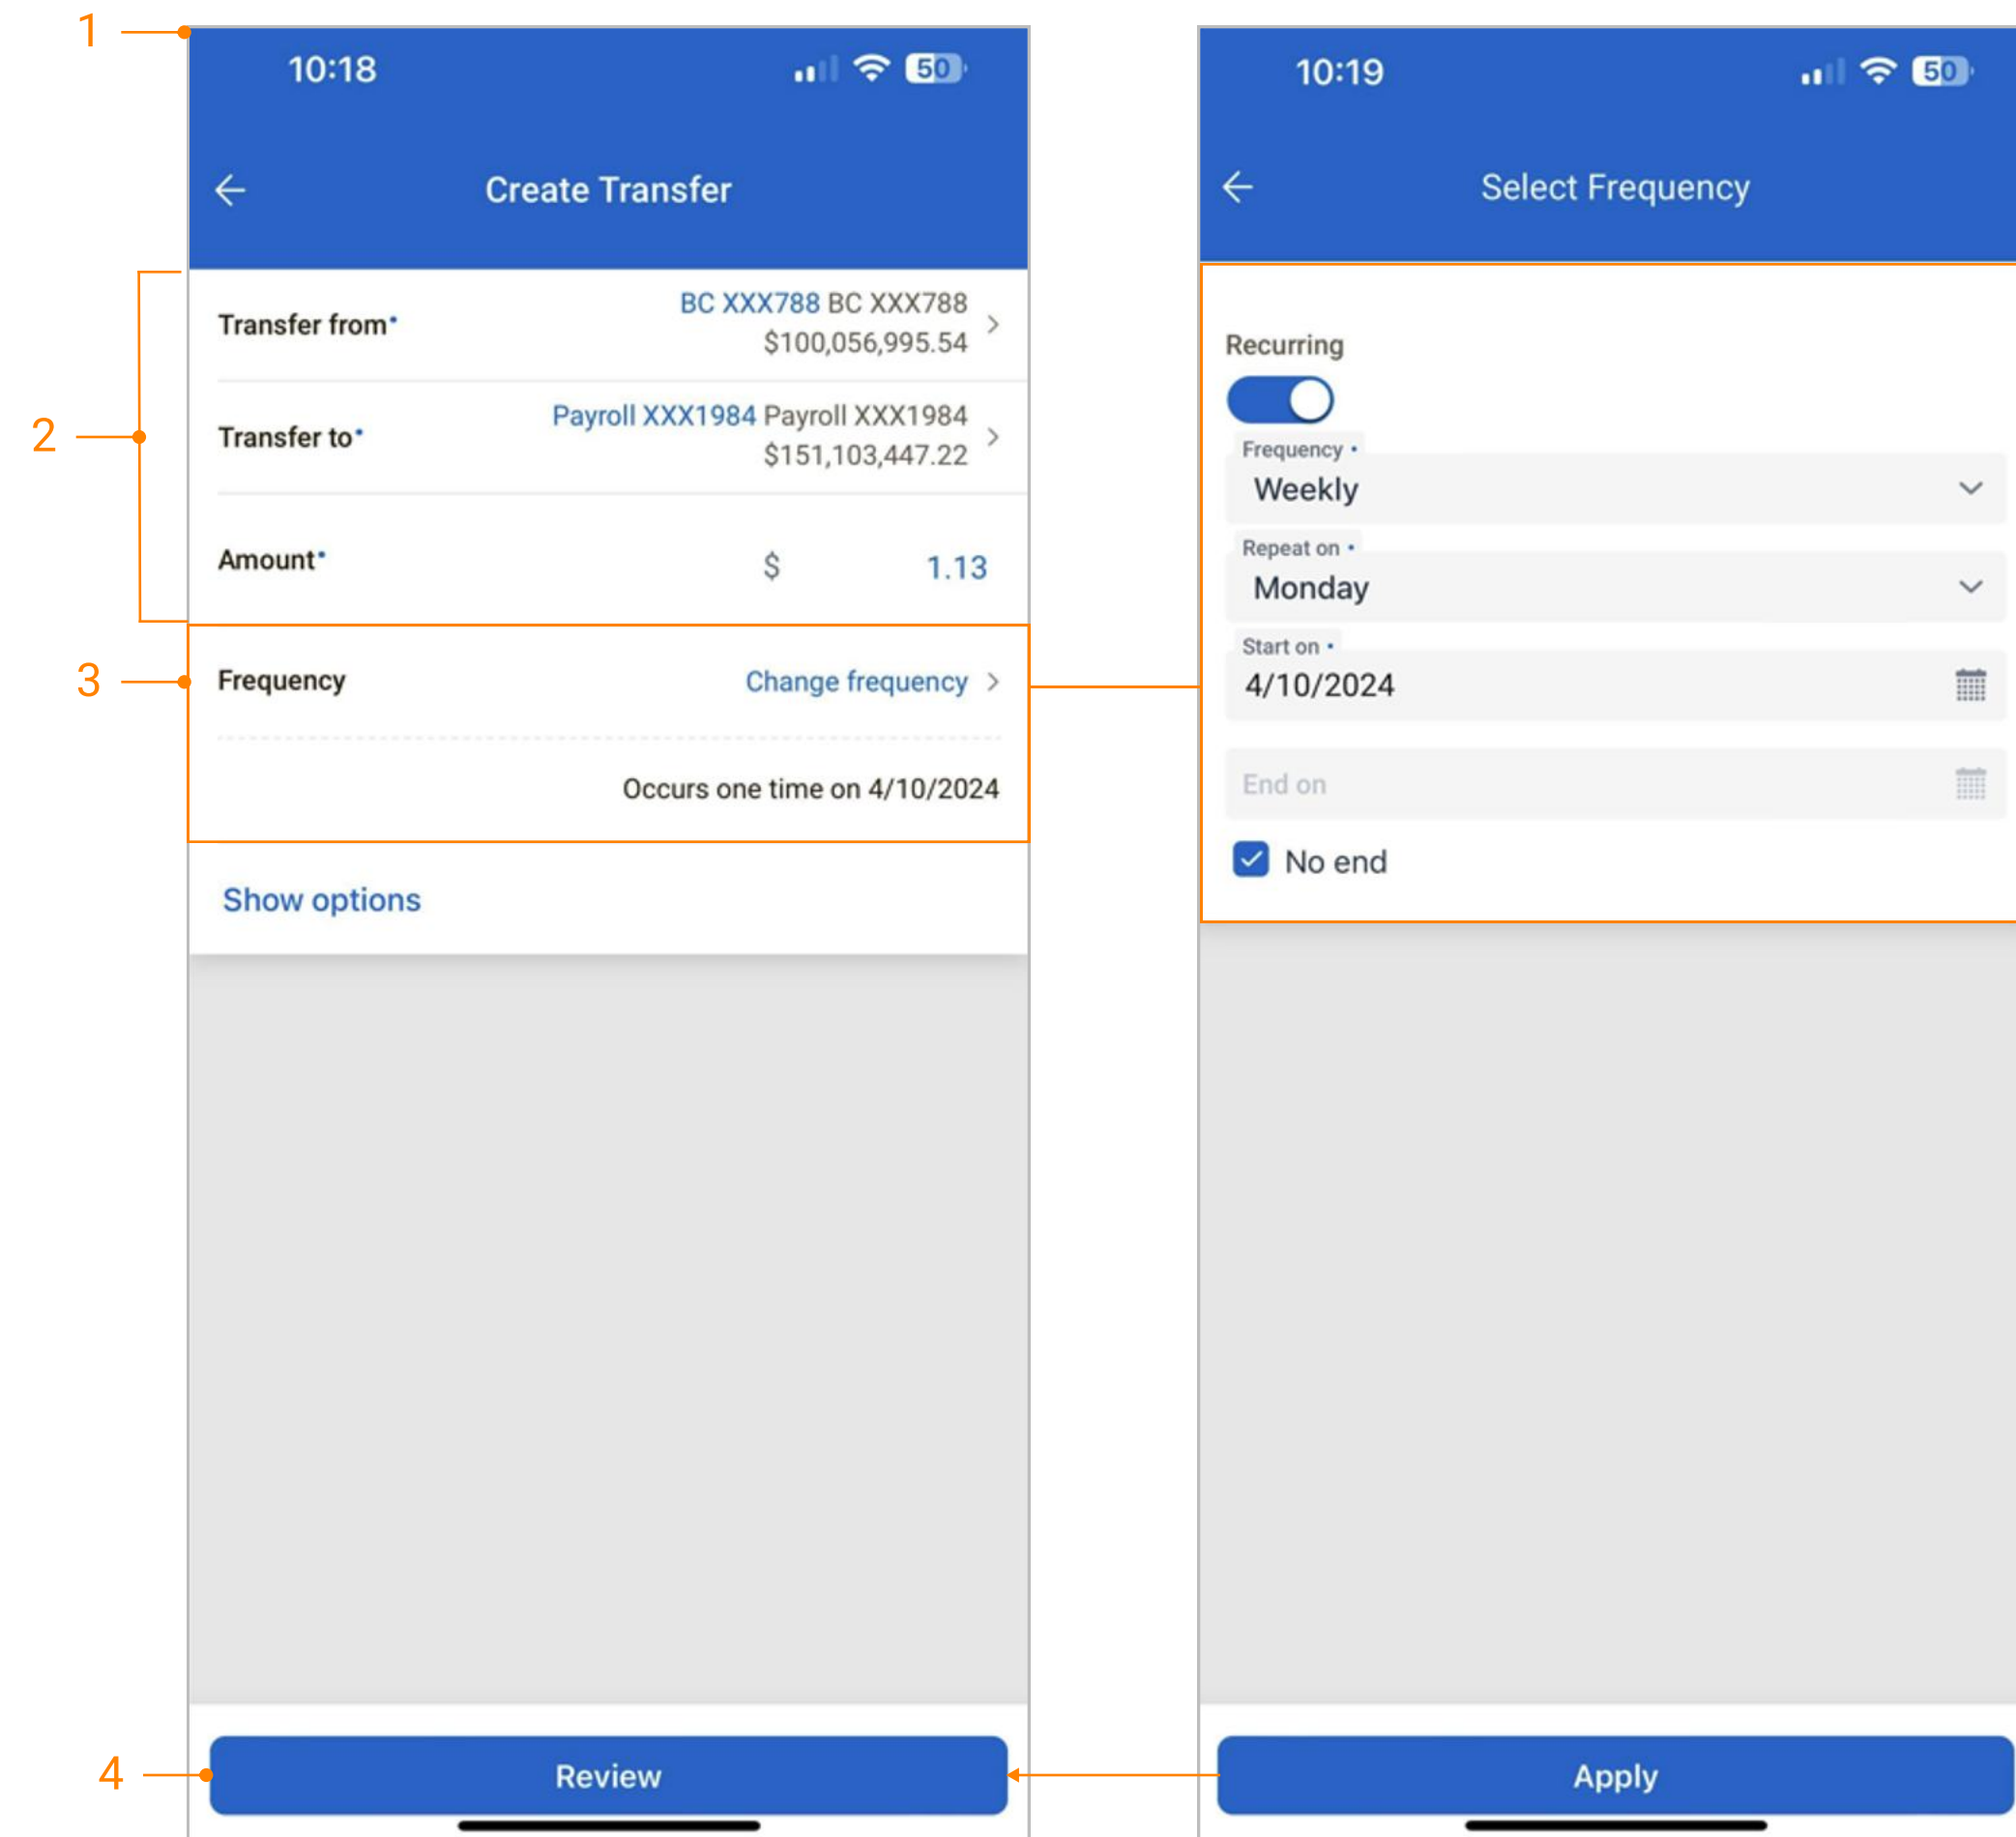 1
10:18
50
Create Transfer
2
Transfer from•
BC XXX788 BC XXX788
$100,056,995.54
Transfer to•
Payroll XXX1984 Payroll XXX1984
$151,103,447.22
Amount•
$ 1.13
3
Frequency
Change frequency
Occurs one time on 4/10/2024
Show options
4
Review
10:19
50
Select Frequency
Recurring
Frequency •
Weekly
Repeat on •
Monday
Start on •
4/10/2024
End on
No end
Apply